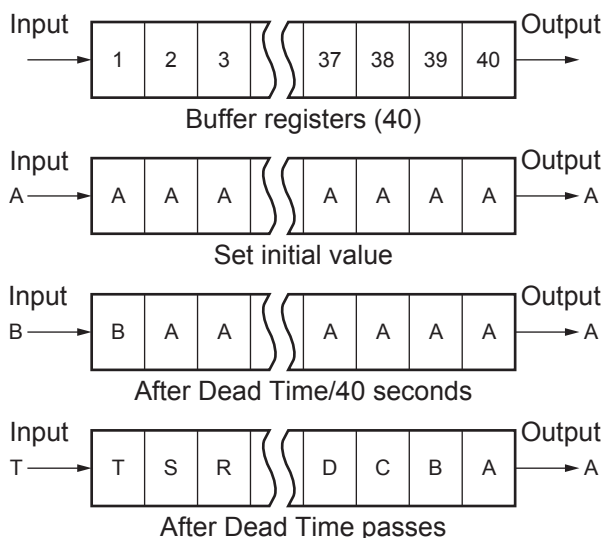 Input Output
1 2 3 37 38 39 40
Buffer registers (40)
Input Output
A A A A A A A A A
Set initial value
Input Output
B B A A A A A A A
After Dead Time/40 seconds
Input Output
T T S R D C B A A
After Dead Time passes